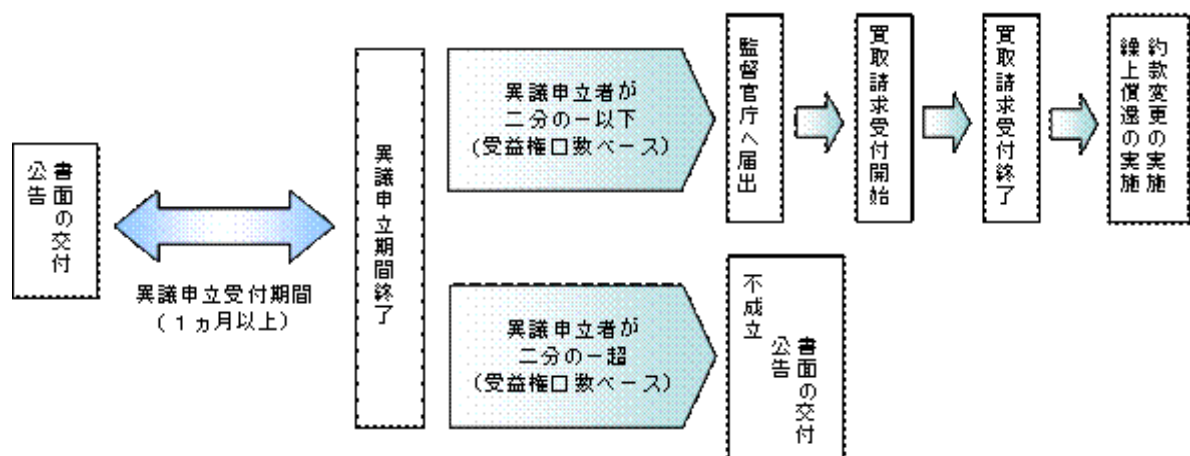 書面の交付
公告
異議申立受付期間
(1ヵ月以上)
異議申立期間終了
異議申立者が
二分の一以下
(受益権口数ベース)
監督官庁へ届出
買取請求受付開始
買取請求受付終了
約款変更の実施
繰上償還の実施
異議申立者が
二分の一超
(受益権口数ベース)
不成立
書面の交付
公告